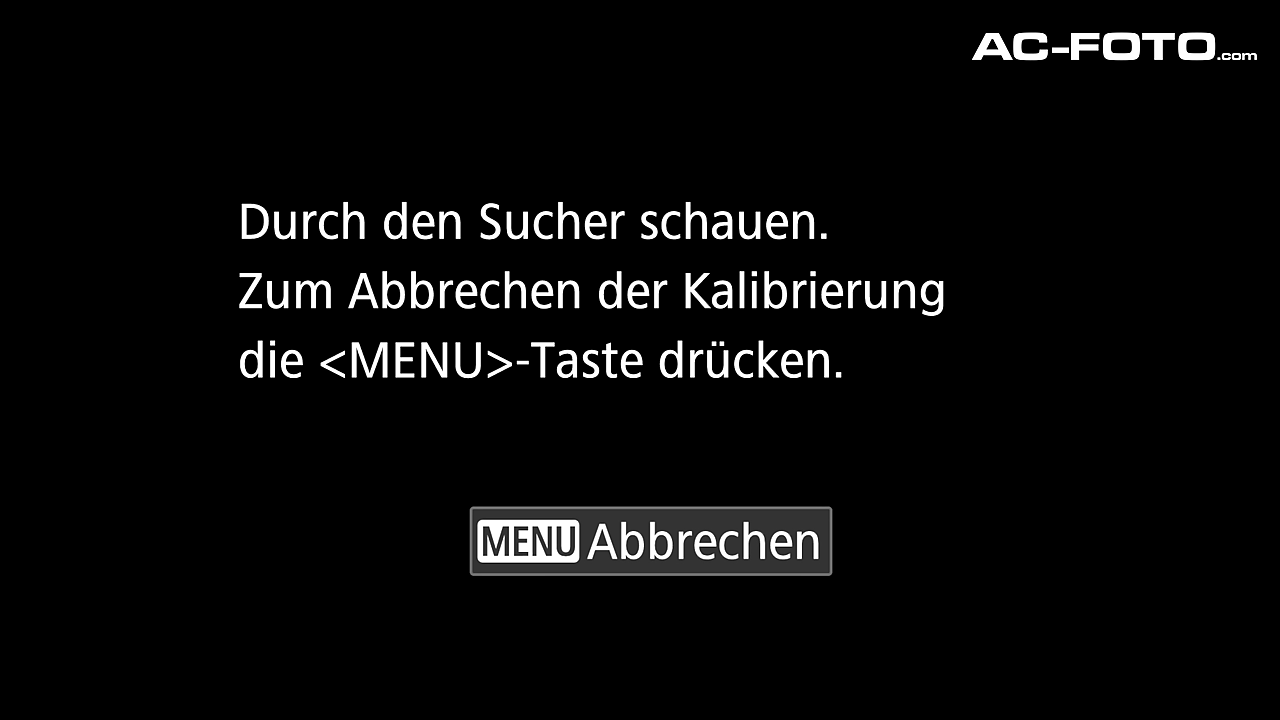 AC-FOTO.com
Durch den Sucher schauen.
Zum Abbrechen der Kalibrierung
die <MENU>-Taste drücken.
MENU Abbrechen